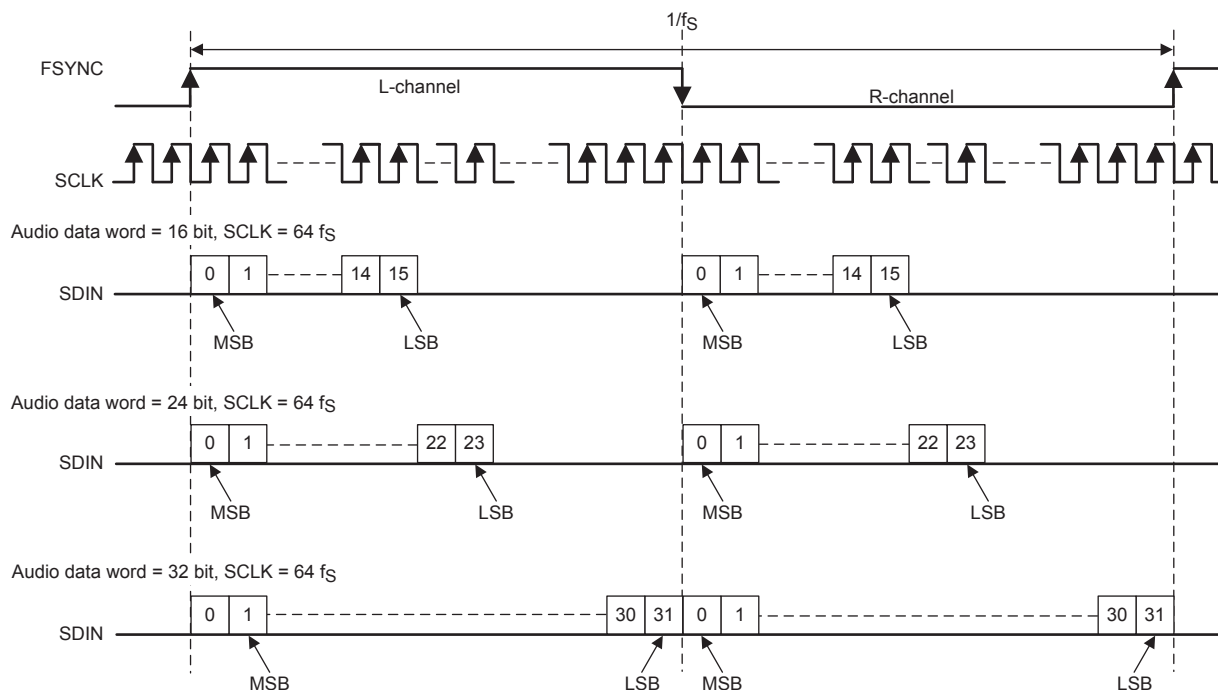 1/fS
FSYNC
L-channel
R-channel
SCLK
Audio data word = 16 bit, SCLK = 64 fS
0 1 14 15 0 1 14 15
SDIN
MSB LSB MSB LSB
Audio data word = 24 bit, SCLK = 64 fS
0 1 22 23 0 1 22 23
SDIN
MSB LSB MSB LSB
Audio data word = 32 bit, SCLK = 64 fS
0 1 30 31 0 1 30 31
SDIN
MSB LSB MSB LSB